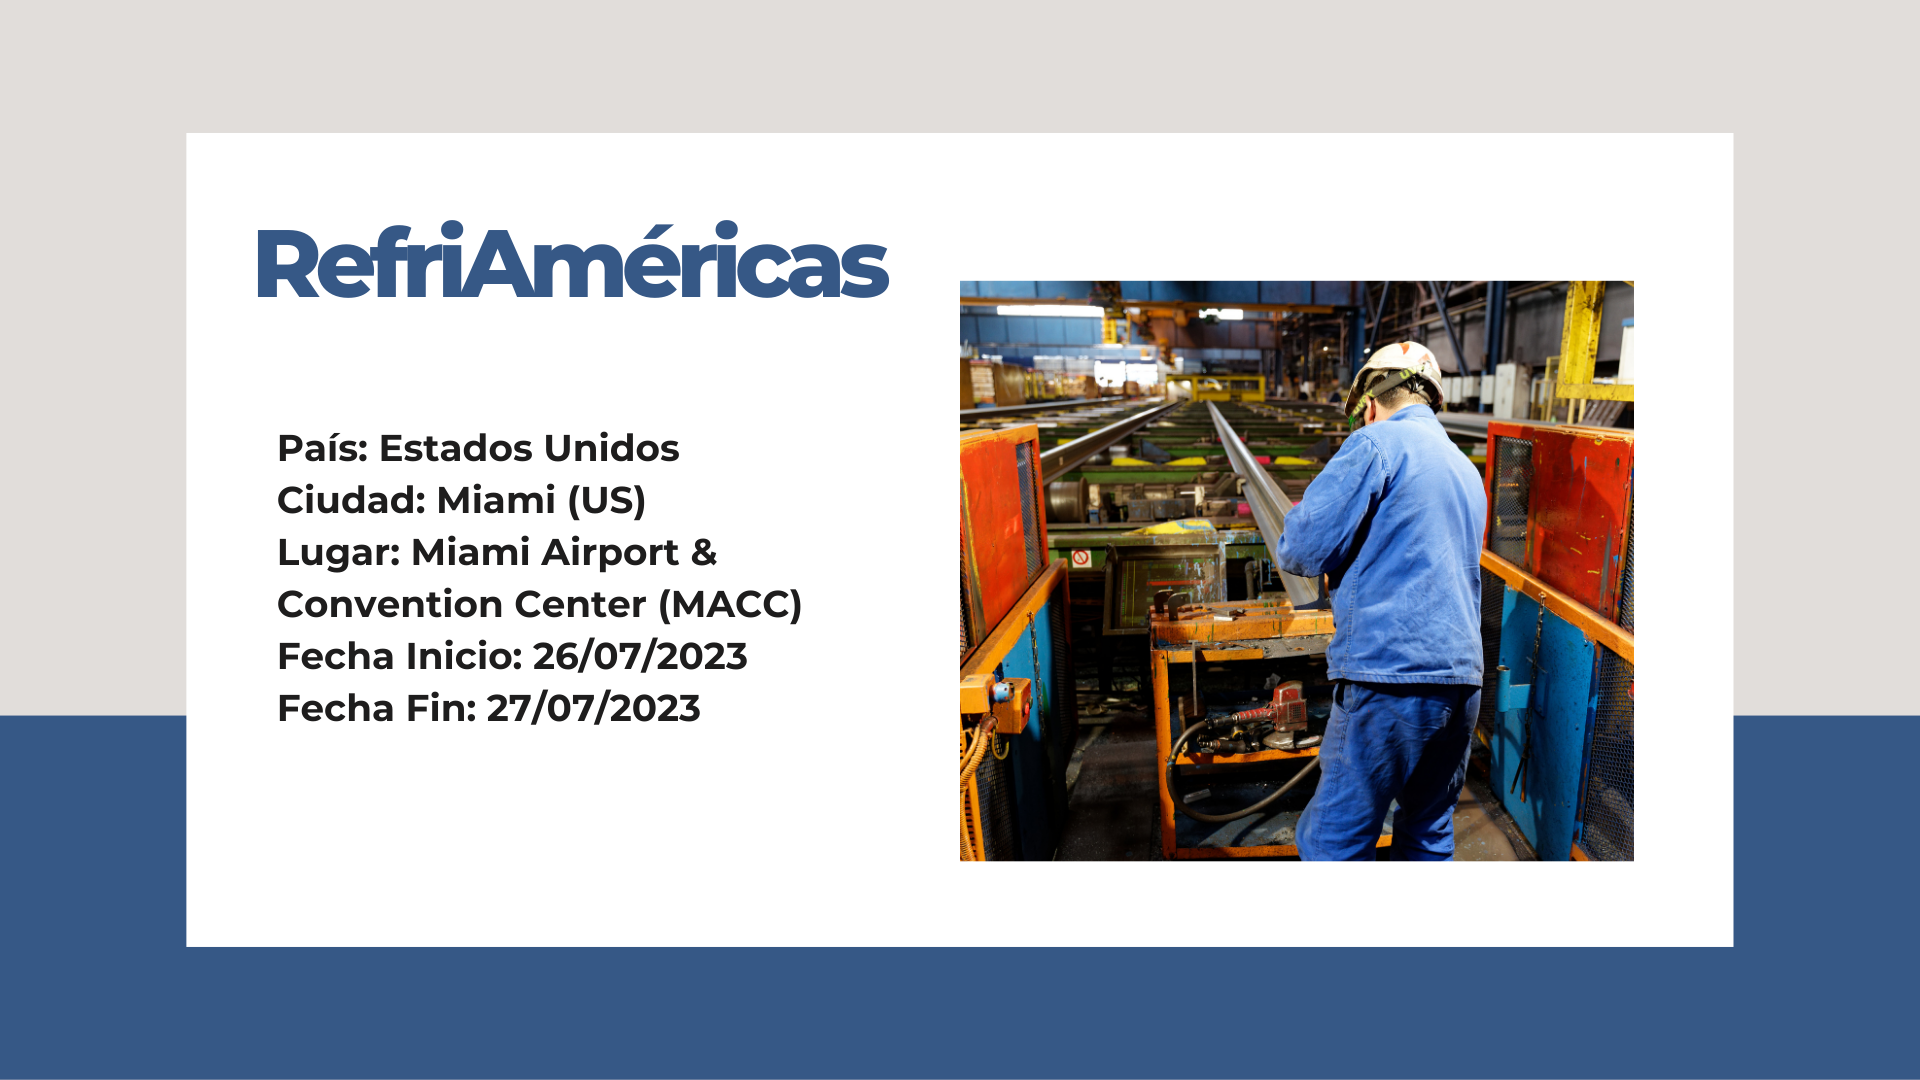 RefriAméricas
País: Estados Unidos
Ciudad: Miami (US)
Lugar: Miami Airport &
Convention Center (MACC)
Fecha Inicio: 26/07/2023
Fecha Fin: 27/07/2023